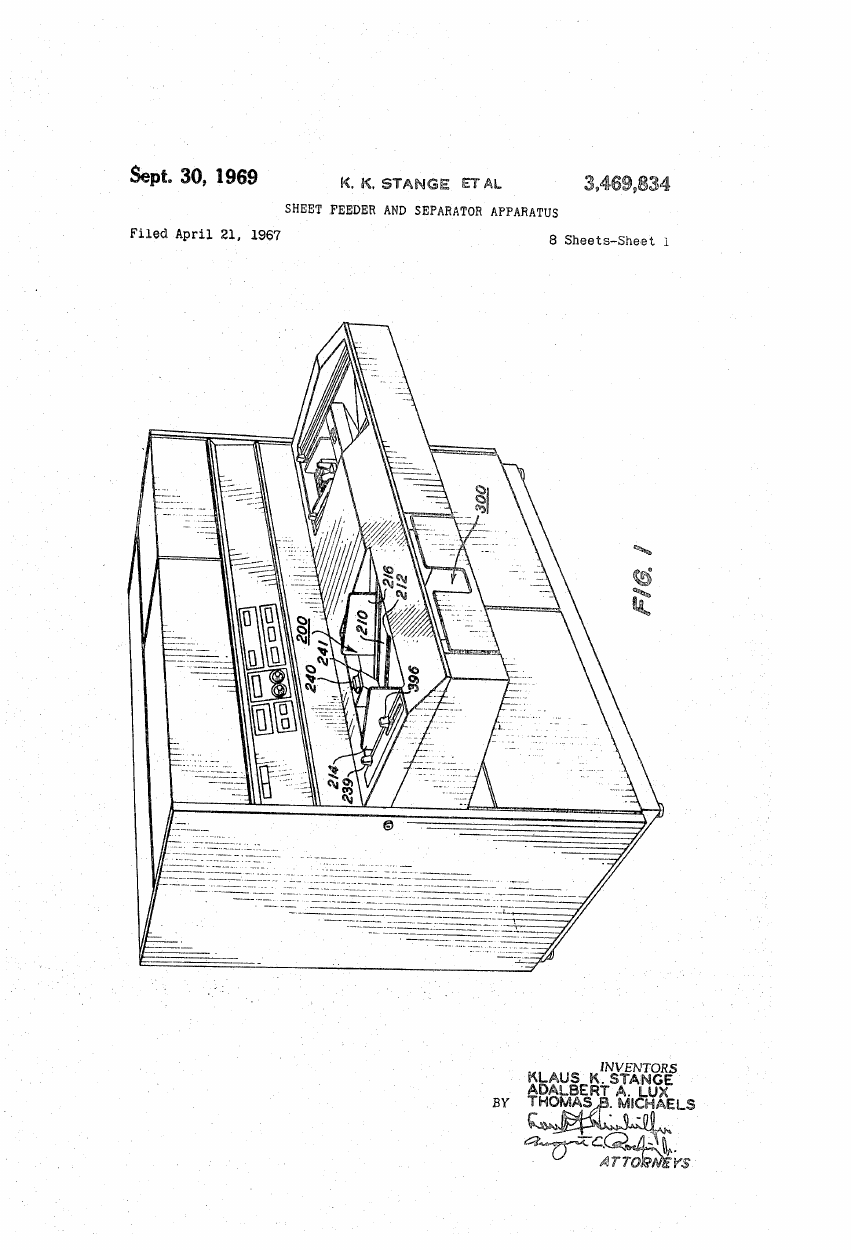 Sept. 30, 1969
K. K. STANGE ET AL
3,469,834
SHEET FEEDER AND SEPARATOR APPARATUS
Filed April 21, 1967
8 Sheets-Sheet 1
300
216
212
210
200
241
240
396
214
239
FIG. 1
INVENTORS
KLAUS K. STANGE
ADALBERT A. LUX
BY THOMAS B. MICHAELS
ATTORNEYS